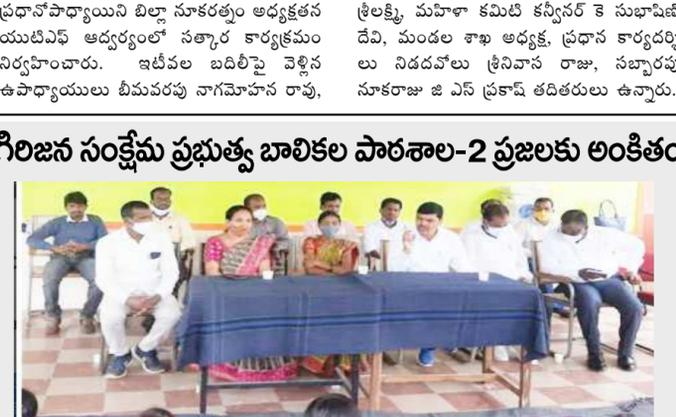 ప్రధానోపాధ్యాయిని బిల్లా నూకరత్నం అధ్యక్షతన
యుటిఎఫ్ ఆద్వర్యంలో సత్కార కార్యక్రమం
నిర్వహించారు. ఇటీవల బదిలీపై వెళ్లిన
ఉపాధ్యాయులు బీమవరపు నాగమోహన రావు,
శ్రీలక్ష్మి, మహిళా కమిటి కన్వీనర్ కె సుభాషిణి
దేవి, మండల శాఖ అధ్యక్ష, ప్రధాన కార్యదర్శి
లు నిడదవోలు శ్రీనివాస రాజు, సబ్బారపు
నూకరాజు జి ఎస్ ప్రకాష్ తదితరులు ఉన్నారు.
గిరిజన సంక్షేమ ప్రభుత్వ బాలికల పాఠశాల-2 ప్రజలకు అంకితం